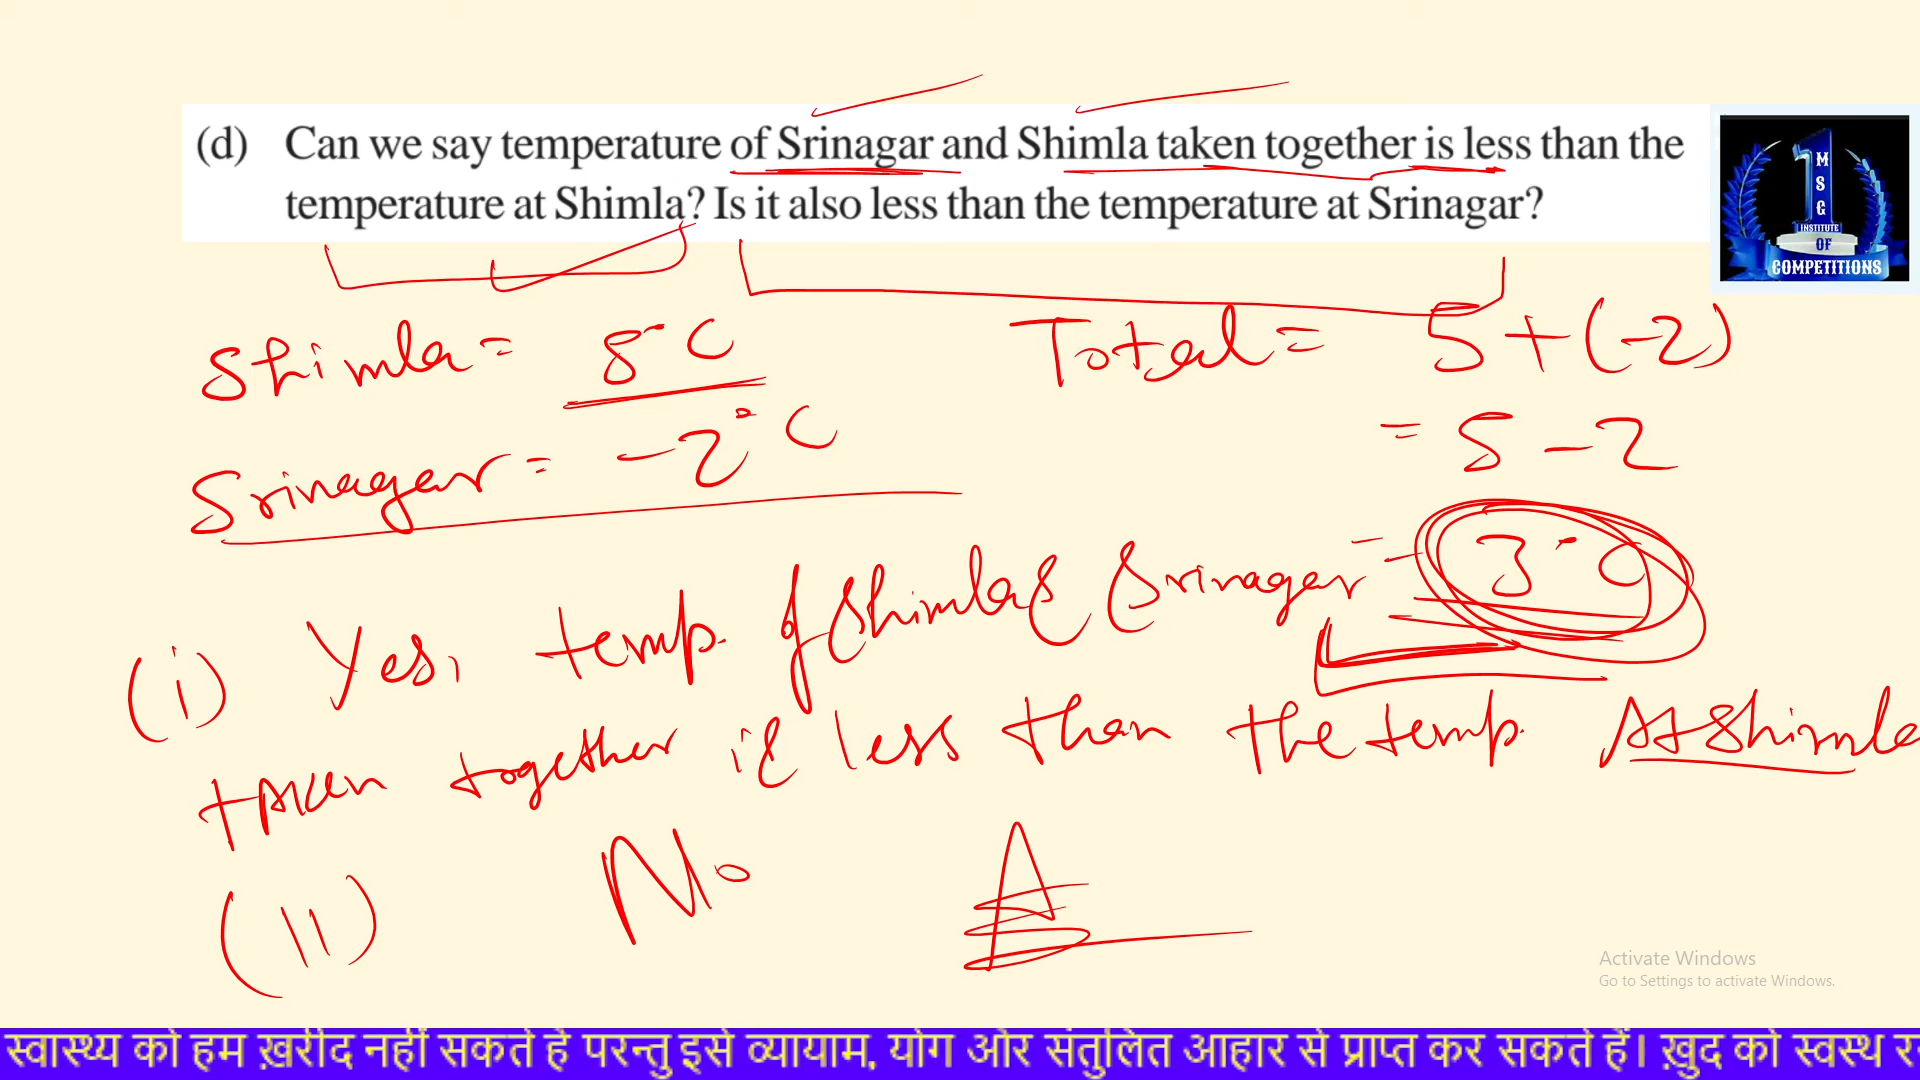 (d) Can we say temperature of Srinagar and Shimla taken together is less than the
temperature at Shimla? Is it also less than the temperature at Srinagar?
1
MSG
INSTITUTE
OF
COMPETITIONS
Shimla = 5°C
Srinagar = -2°C
Total = 5+(-2)
= 5-2
= 3°C
(i) Yes, temp. of Shimla & Srinagar
taken together is less than the temp. At Shimla
(ii) No
Activate Windows
Go to Settings to activate Windows.
स्वास्थ्य को हम ख़रीद नहीं सकते हे परन्तु इसे व्यायाम, योग और संतुलित आहार से प्राप्त कर सकते हैं। ख़ुद को स्वस्थ